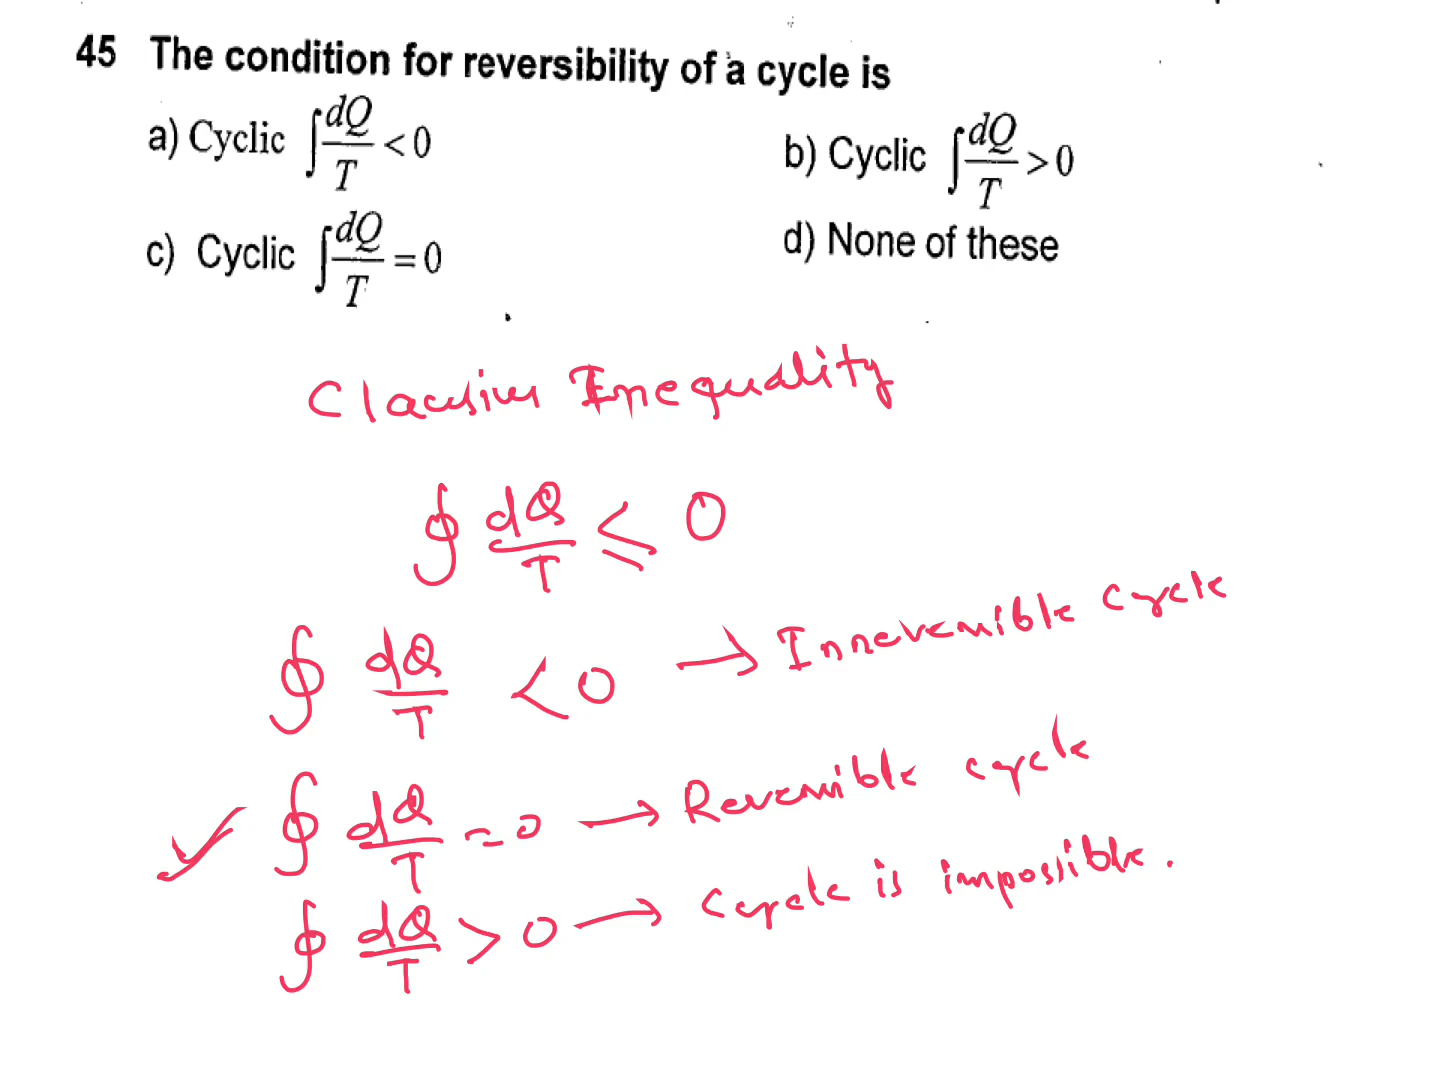 45 The condition for reversibility of a cycle is
a) Cyclic ∫dQ/T < 0 b) Cyclic ∫dQ/T > 0
c) Cyclic ∫dQ/T = 0 d) None of these
Clausius Inequality
∮ dQ/T ≤ 0
∮ dQ/T < 0 → Irreversible cycle
✓ ∮ dQ/T = 0 → Reversible cycle
∮ dQ/T > 0 → Cycle is impossible.